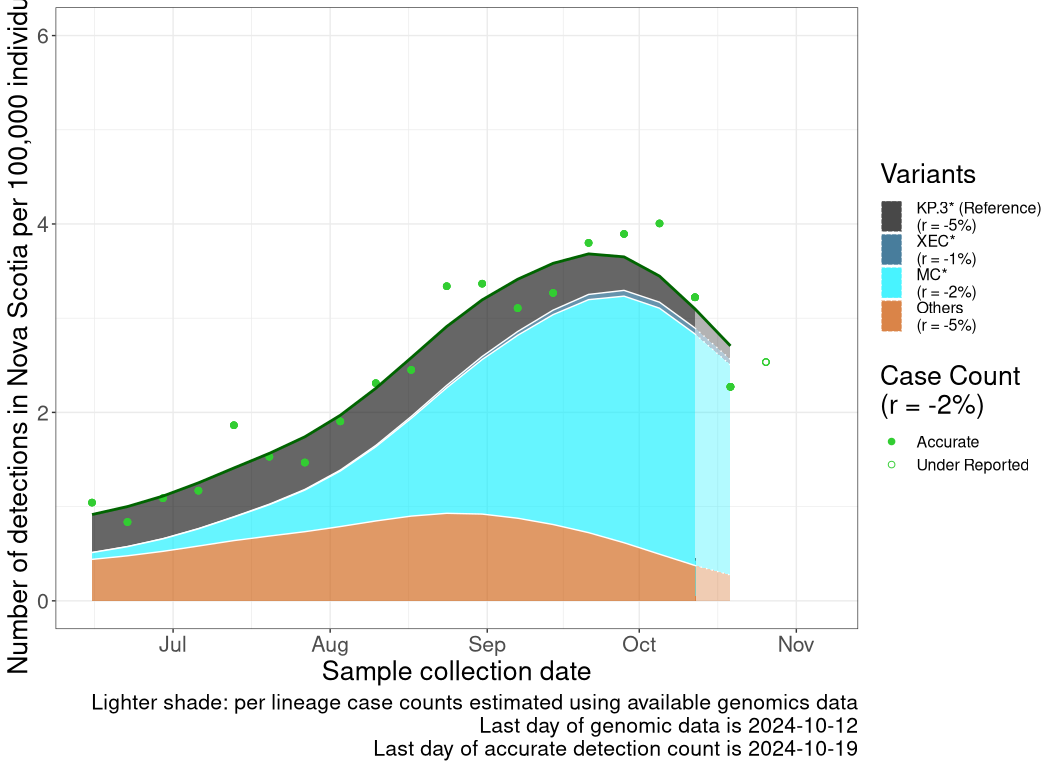 Number of detections in Nova Scotia per 100,000
6
4
2
0
Jul Aug Sep Oct Nov
Sample collection date
Lighter shade: per lineage case counts estimated using available genomics data
Last day of genomic data is 2024-10-12
Last day of accurate detection count is 2024-10-19
Variants
KP.3* (Reference)
(r = -5%)
XEC*
(r = -1%)
MC*
(r = -2%)
Others
(r = -5%)
Case Count
(r = -2%)
Accurate
Under Reported